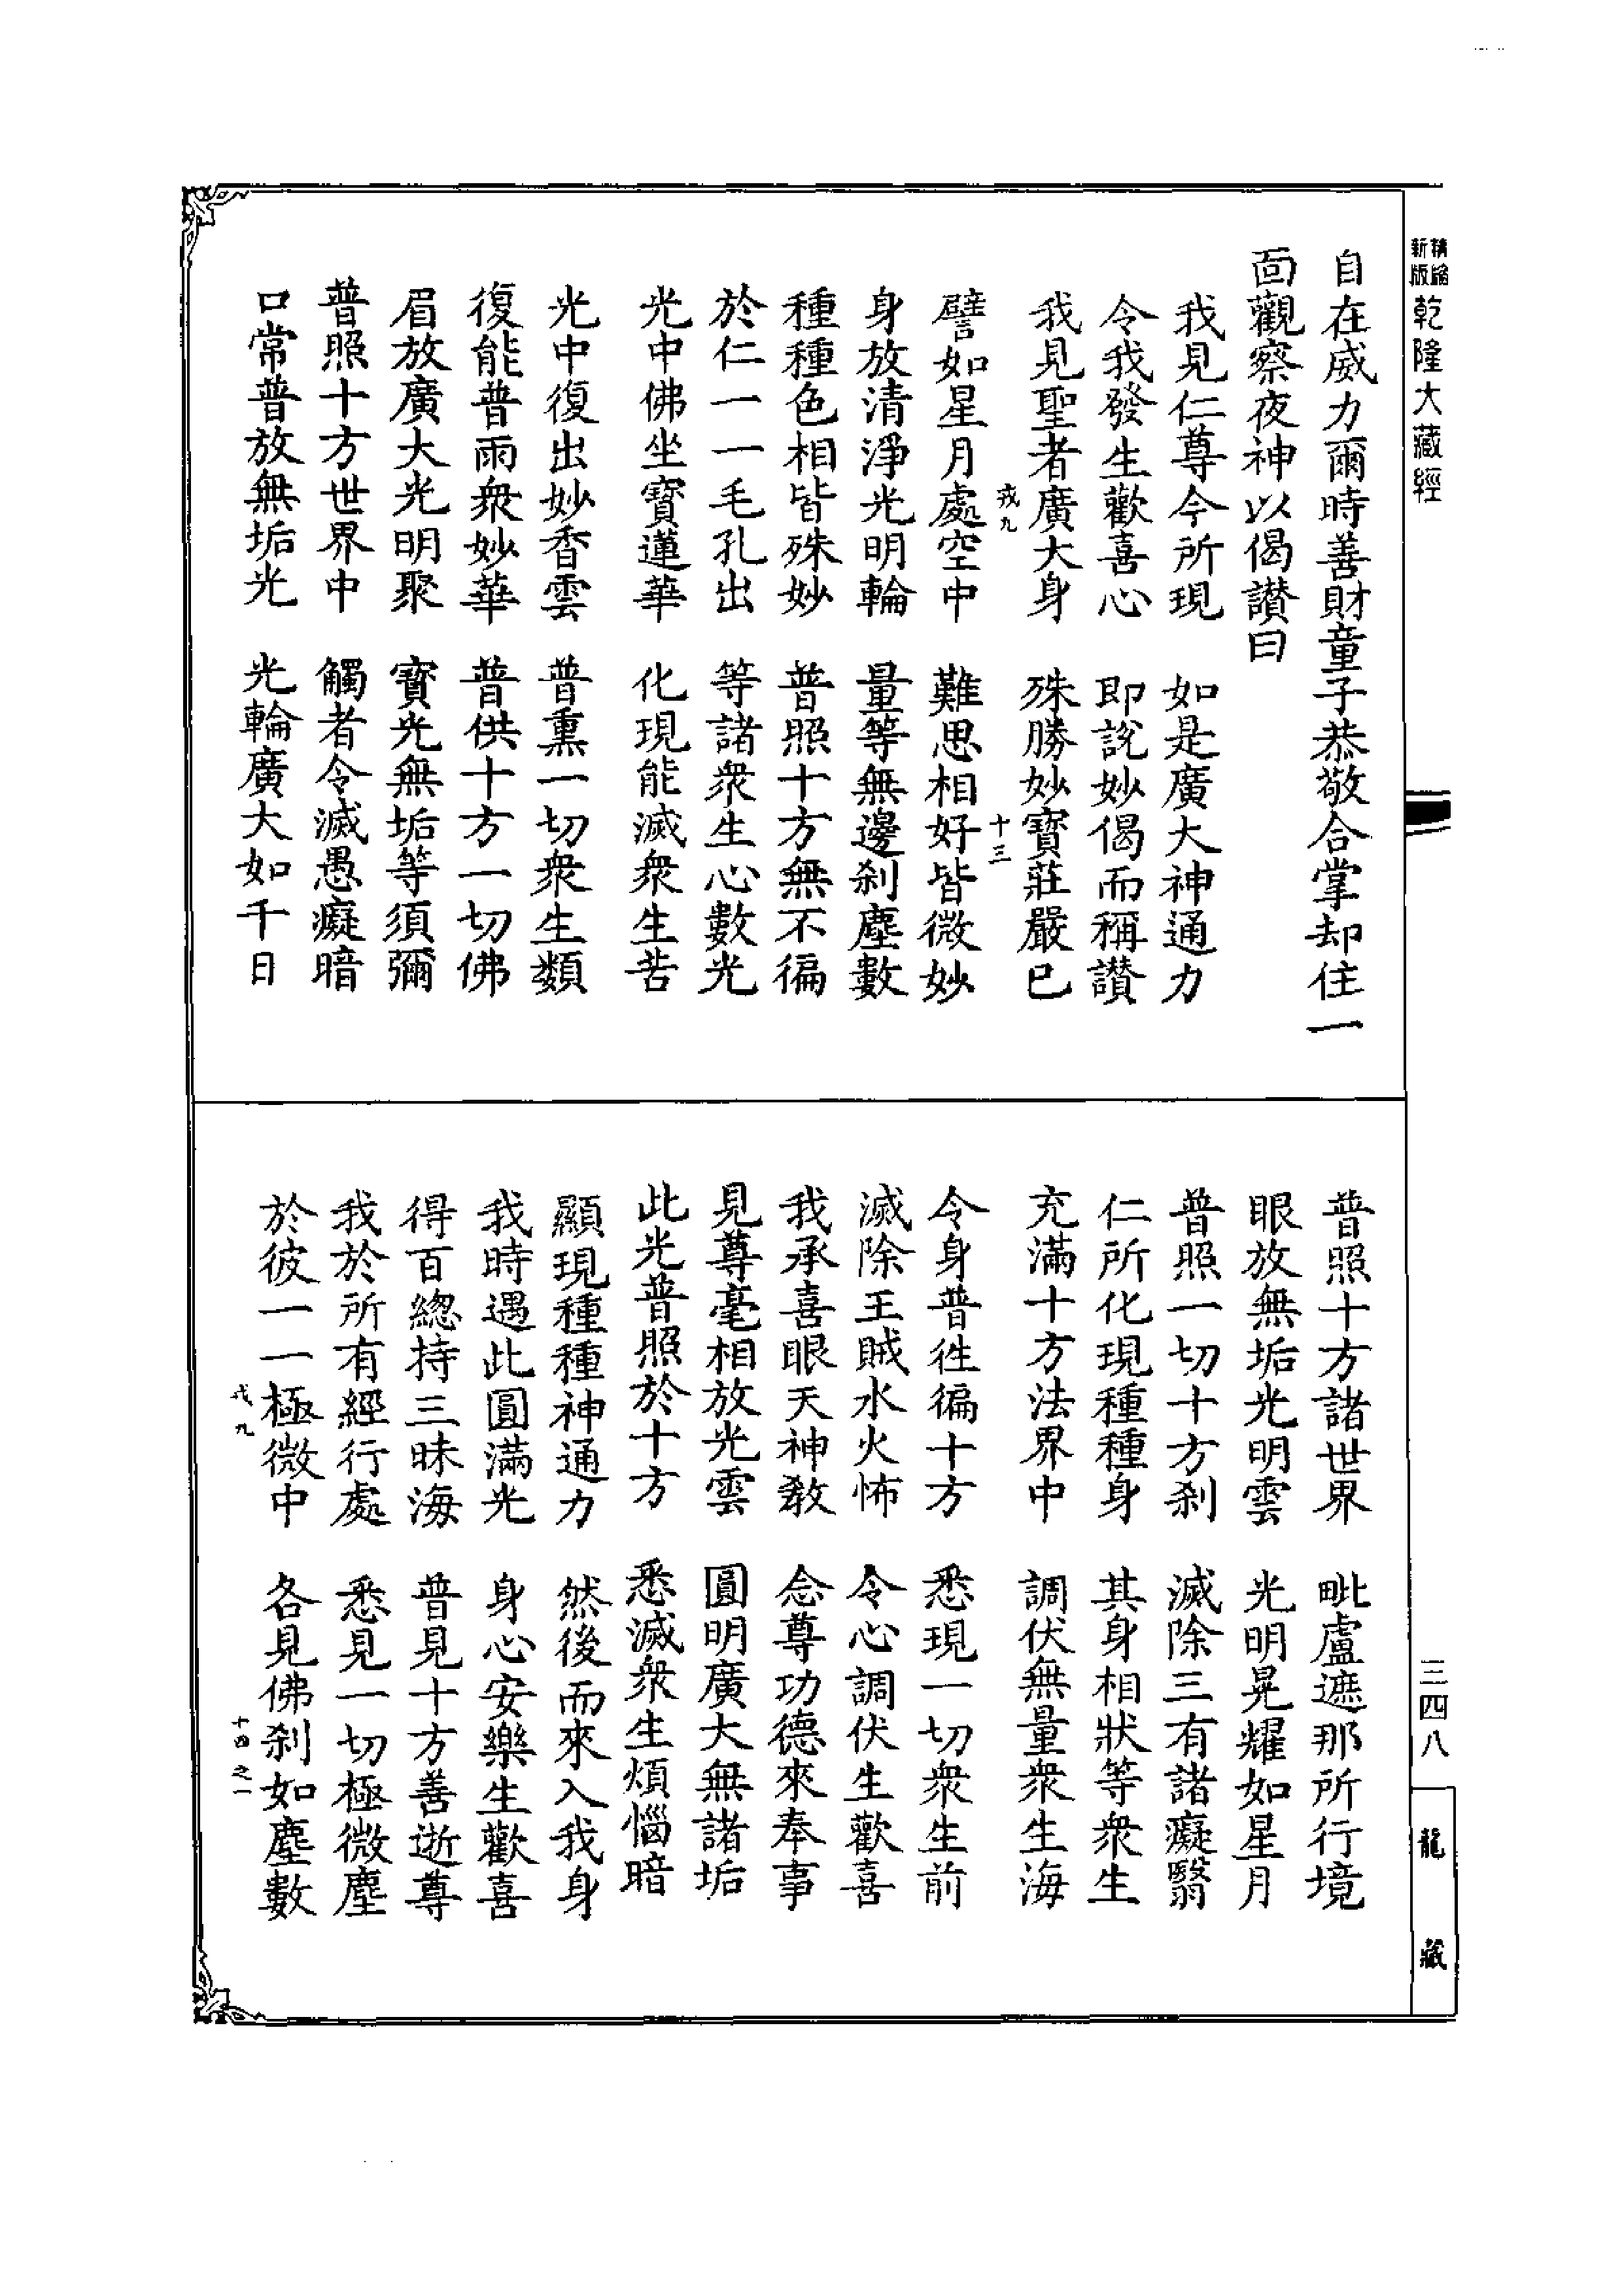 精縮新版 乾隆大藏經
自在威力爾時善財童子恭敬合掌却住一
面觀察夜神以偈讃曰
我見仁尊今所現 如是廣大神通力
令我發生歡喜心 即說妙偈而稱讃
我見聖者廣大身 殊勝妙寶莊嚴已
戎九 十三
譬如星月處空中 難思相好皆微妙
身放清淨光明輪 量等無邊刹塵數
種種色相皆殊妙 普照十方無不徧
於仁一一毛孔出 等諸衆生心數光
光中佛坐寳蓮華 化現能滅衆生苦
光中復出妙香雲 普熏一切衆生類
復能普雨衆妙華 普供十方一切佛
眉放廣大光明聚 寳光無垢等須彌
普照十方世界中 觸者令滅愚癡暗
口常普放無垢光 光輪廣大如千日
普照十方諸世界 毗盧遮那所行境
眼放無垢光明雲 光明晃耀如星月
普照一切十方刹 滅除三有諸癡翳
仁所化現種種身 其身相狀等衆生
充滿十方法界中 調伏無量衆生海
令身普徃徧十方 悉現一切衆生前
滅除王賊水火怖 令心調伏生歡喜
我承喜眼天神教 念尊功德來奉事
見尊毫相放光雲 圓明廣大無諸垢
此光普照於十方 悉滅衆生煩惱暗
顯現種種神通力 然後而來入我身
我時遇此圓滿光 身心安樂生歡喜
得百總持三昧海 普見十方善逝尊
我於所有經行處 悉見一切極微塵
於彼一一極微中 各見佛刹如塵數
戎九 十四之一
三四八
龍藏